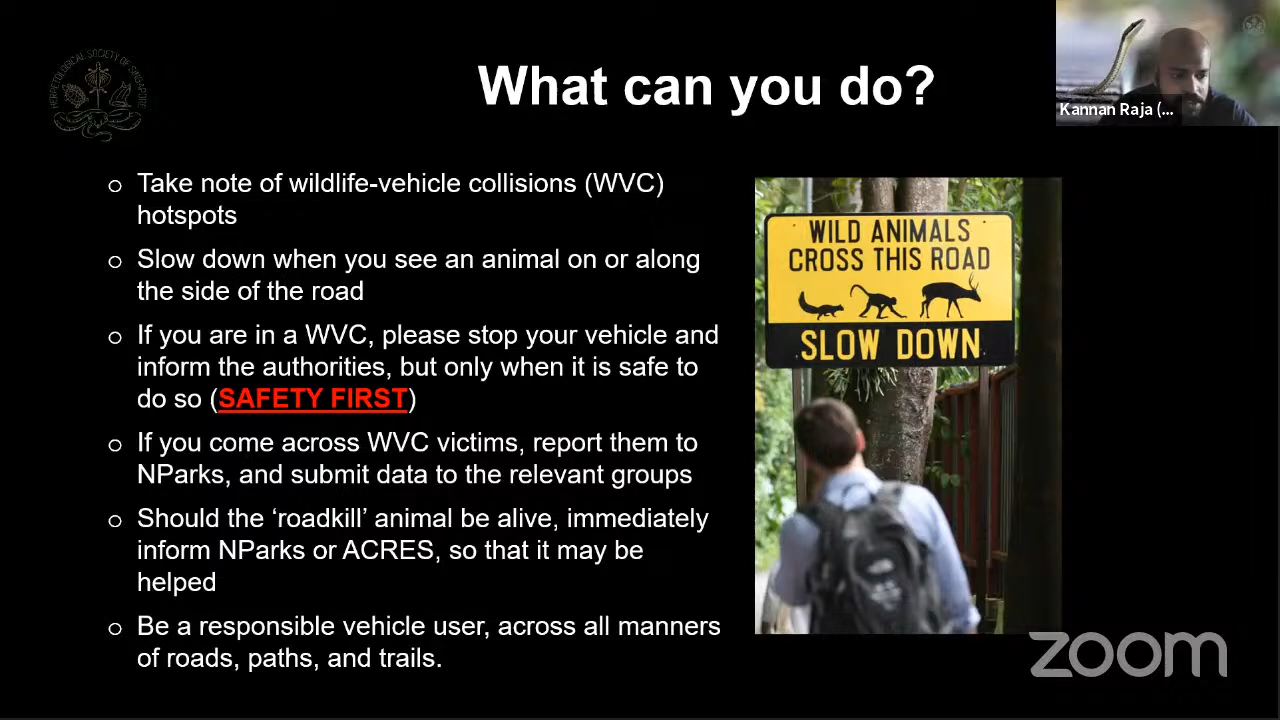 HERPETOLOGICAL SOCIETY OF SINGAPORE
What can you do?
Kannan Raja (...
Take note of wildlife-vehicle collisions (WVC)
hotspots
Slow down when you see an animal on or along
the side of the road
If you are in a WVC, please stop your vehicle and
inform the authorities, but only when it is safe to
do so (SAFETY FIRST)
If you come across WVC victims, report them to
NParks, and submit data to the relevant groups
Should the ‘roadkill’ animal be alive, immediately
inform NParks or ACRES, so that it may be
helped
Be a responsible vehicle user, across all manners
of roads, paths, and trails.
WILD ANIMALS
CROSS THIS ROAD
SLOW DOWN
zoom